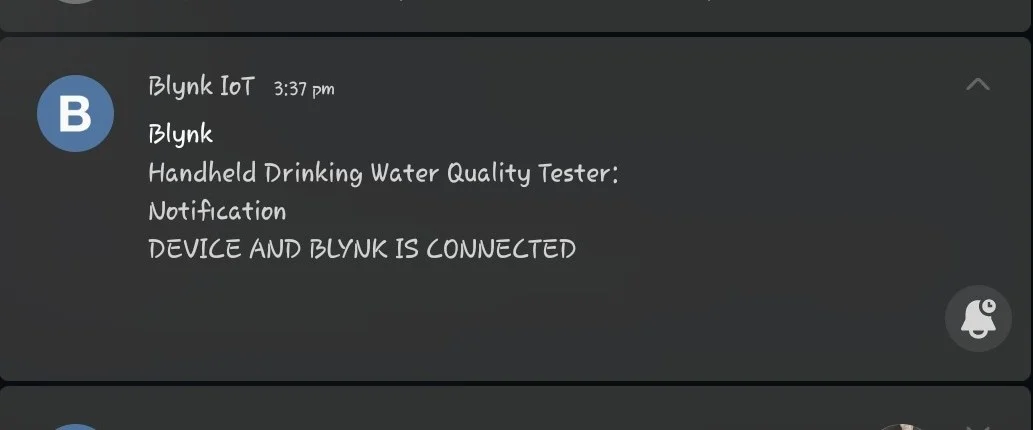 B
Blynk IoT 3:37 pm
Blynk
Handheld Drinking Water Quality Tester:
Notification
DEVICE AND BLYNK IS CONNECTED